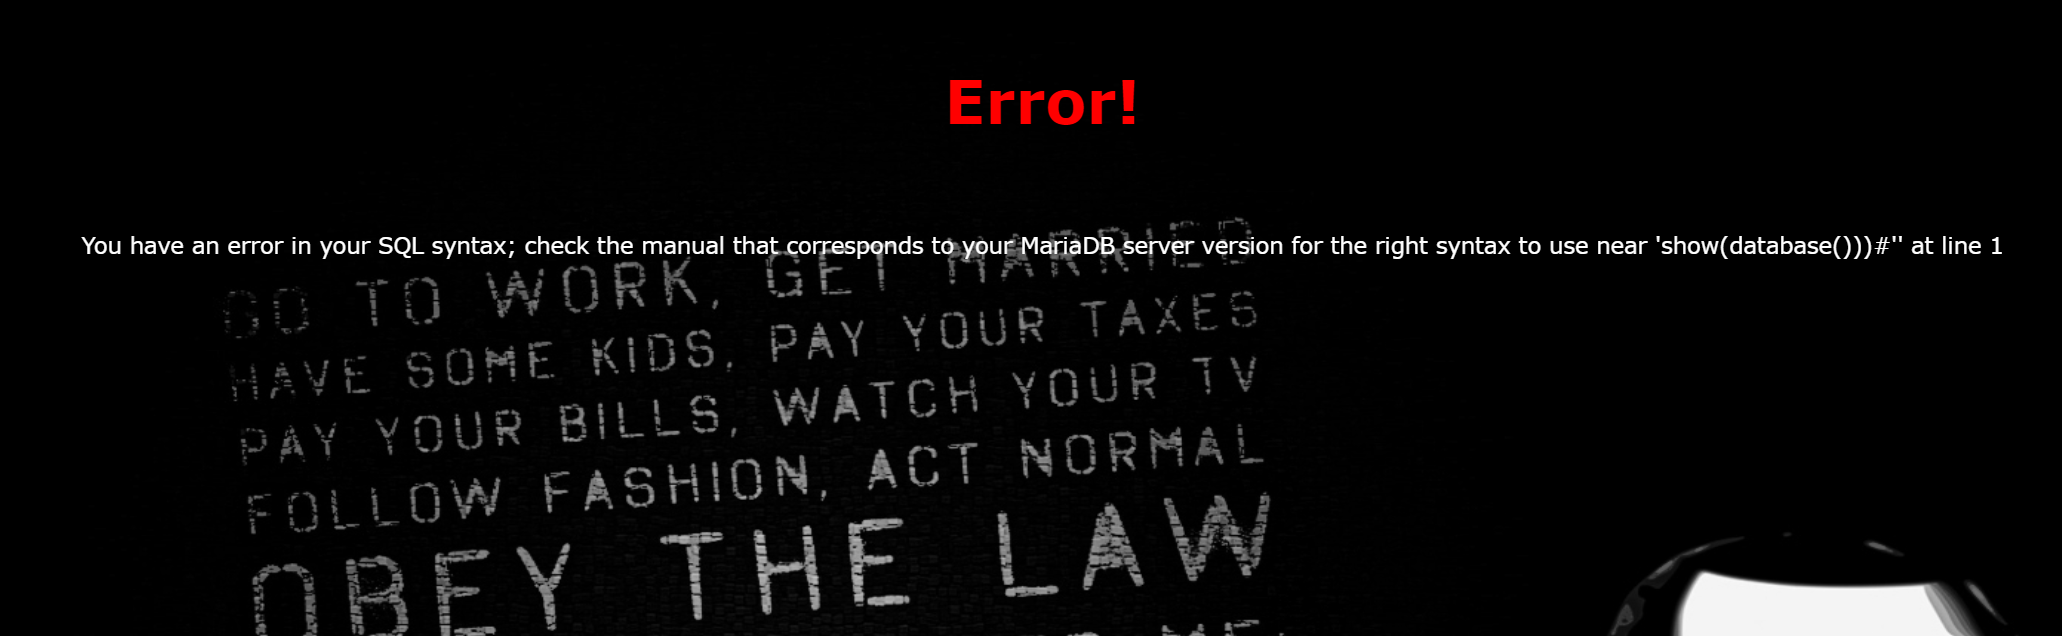 Error!
You have an error in your SQL syntax; check the manual that corresponds to your MariaDB server version for the right syntax to use near 'show(database()))#'' at line 1
GO TO WORK, GET MARRIED
HAVE SOME KIDS, PAY YOUR TAXES
PAY YOUR BILLS, WATCH YOUR TV
FOLLOW FASHION, ACT NORMAL
OBEY THE LAW
ME